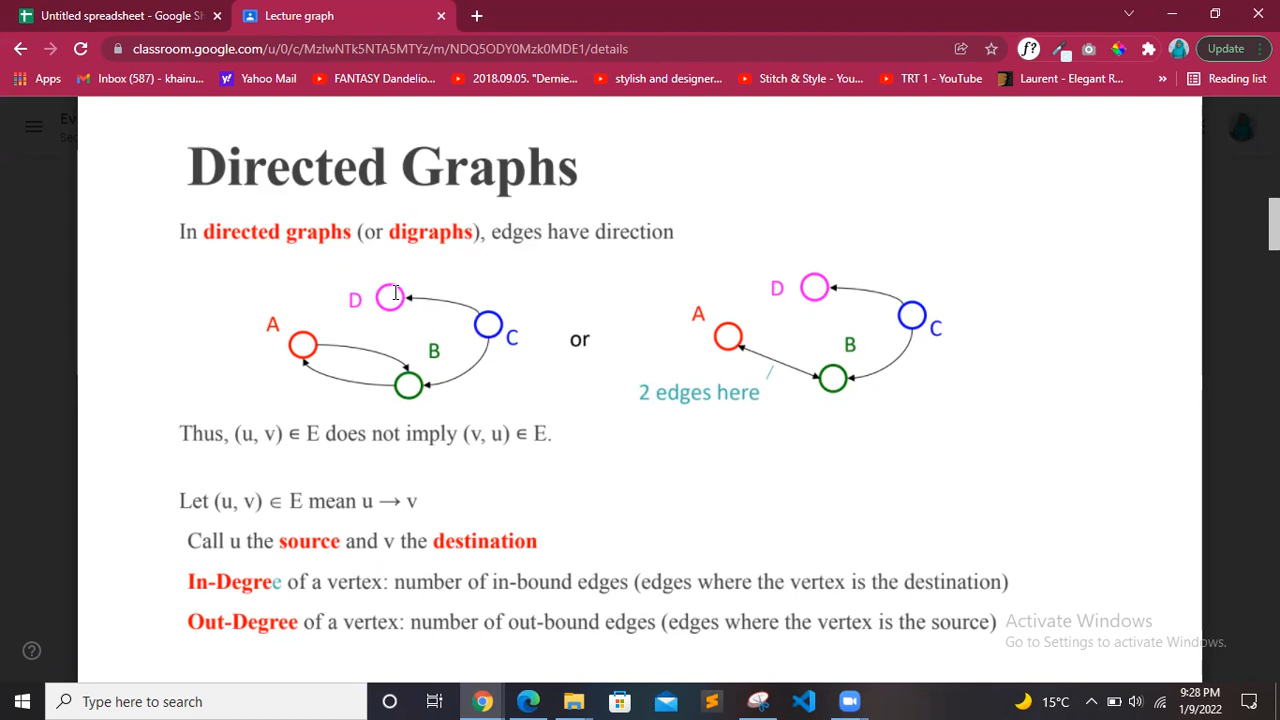 Untitled spreadsheet - Google Sh
Lecture graph
classroom.google.com/u/0/c/MzIwNTk5NTA5MTYz/m/NDQ5ODY0Mzk0MDE1/details
Update
Apps
Inbox (587) - khairu...
Yahoo Mail
FANTASY Dandelio...
2018.09.05. "Dernie...
stylish and designer...
Stitch & Style - You...
TRT 1 - YouTube
Laurent - Elegant R...
Reading list
Directed Graphs
In directed graphs (or digraphs), edges have direction
D
A
B
C
or
D
A
B
C
2 edges here
Thus, (u, v) ∈ E does not imply (v, u) ∈ E.
Let (u, v) ∈ E mean u → v
Call u the source and v the destination
In-Degree of a vertex: number of in-bound edges (edges where the vertex is the destination)
Out-Degree of a vertex: number of out-bound edges (edges where the vertex is the source)
Activate Windows
Go to Settings to activate Windows.
Type here to search
15°C
9:28 PM
1/9/2022